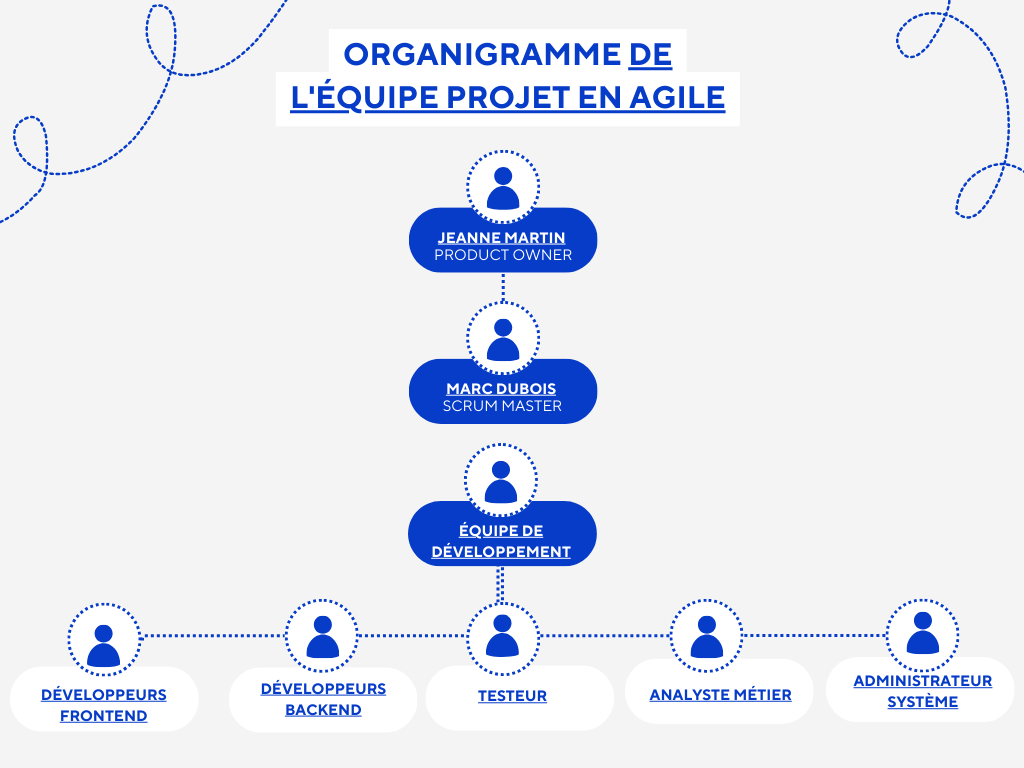 ORGANIGRAMME DE
L'ÉQUIPE PROJET EN AGILE
JEANNE MARTIN
PRODUCT OWNER
MARC DUBOIS
SCRUM MASTER
ÉQUIPE DE
DÉVELOPPEMENT
DÉVELOPPEURS
FRONTEND
DÉVELOPPEURS
BACKEND
TESTEUR
ANALYSTE MÉTIER
ADMINISTRATEUR
SYSTÈME